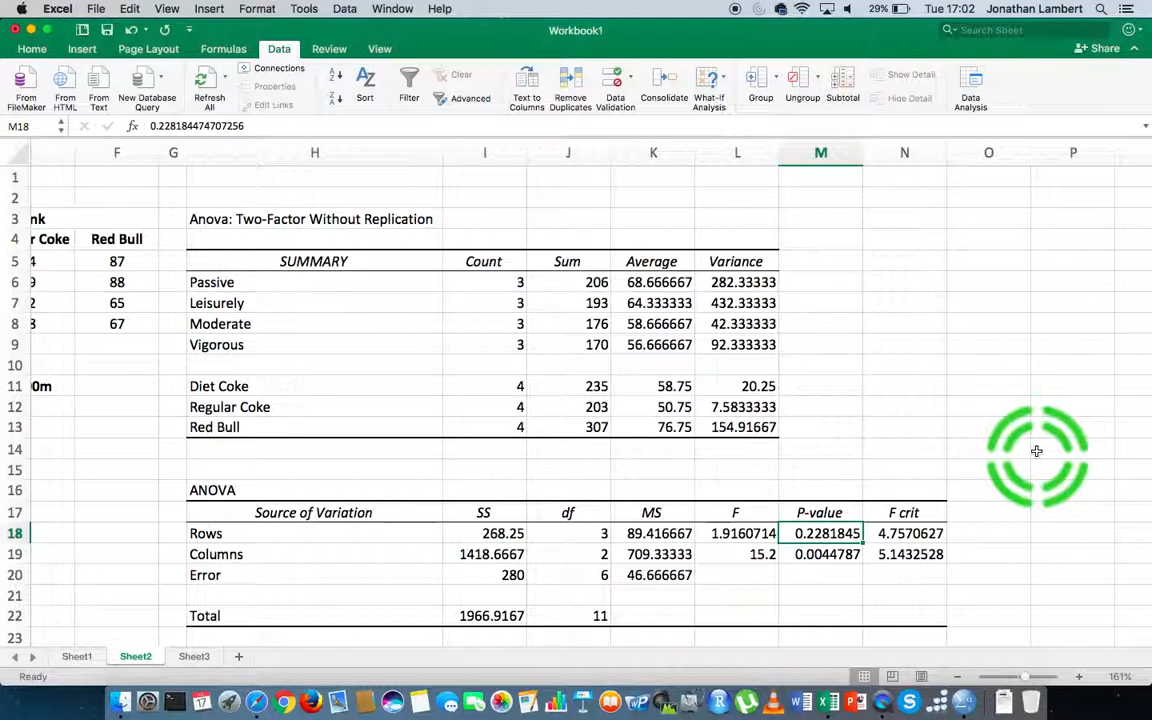 Excel File Edit View Insert Format Tools Data Window Help 29% Tue 17:02 Jonathan Lambert
Workbook1 Search Sheet
Home Insert Page Layout Formulas Data Review View Share
From FileMaker From HTML From Text New Database Query Refresh All Connections Properties Edit Links Sort Filter Clear Advanced Text to Columns Remove Duplicates Data Validation Consolidate What-If Analysis Group Ungroup Subtotal Show Detail Hide Detail Data Analysis
M18 fx 0.228184474707256
F G H I J K L M N O P
1
2
3 nk Anova: Two-Factor Without Replication
4 r Coke Red Bull
5 4 87 SUMMARY Count Sum Average Variance
6 9 88 Passive 3 206 68.666667 282.33333
7 2 65 Leisurely 3 193 64.333333 432.33333
8 8 67 Moderate 3 176 58.666667 42.333333
9 Vigorous 3 170 56.666667 92.333333
10
11 0m Diet Coke 4 235 58.75 20.25
12 Regular Coke 4 203 50.75 7.5833333
13 Red Bull 4 307 76.75 154.91667
14
15
16 ANOVA
17 Source of Variation SS df MS F P-value F crit
18 Rows 268.25 3 89.416667 1.9160714 0.2281845 4.7570627
19 Columns 1418.6667 2 709.33333 15.2 0.0044787 5.1432528
20 Error 280 6 46.666667
21
22 Total 1966.9167 11
23
Sheet1 Sheet2 Sheet3 +
Ready 161%